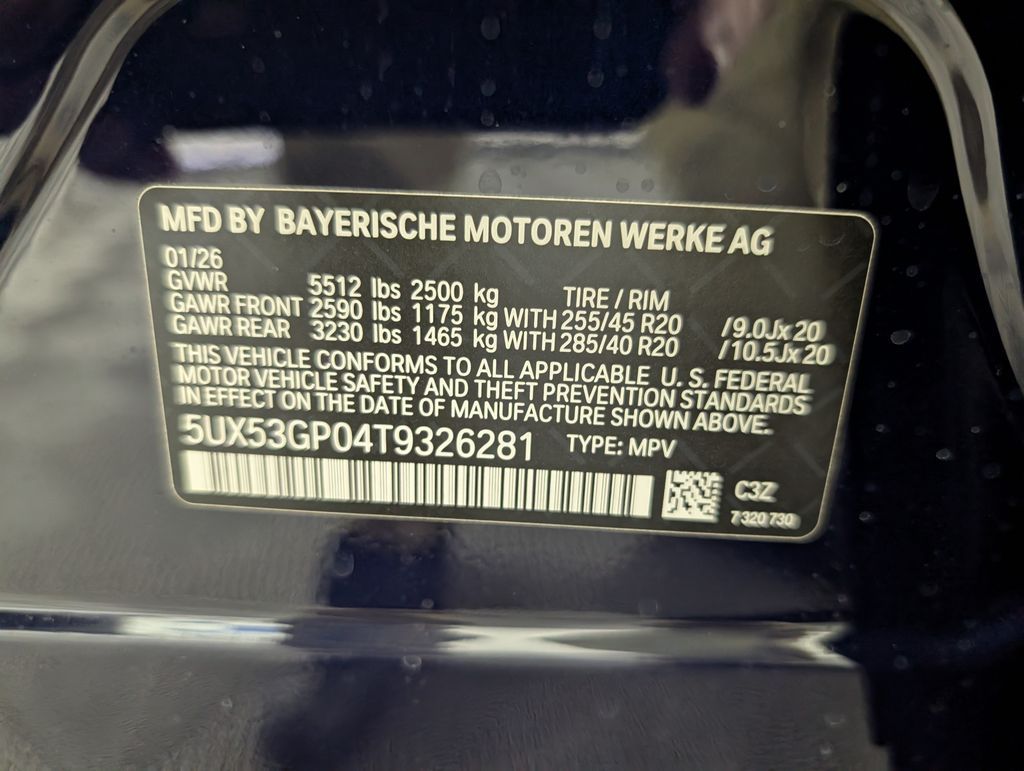 MFD BY BAYERISCHE MOTOREN WERKE AG
01/26
GVWR 5512 lbs 2500 kg TIRE / RIM
GAWR FRONT 2590 lbs 1175 kg WITH 255/45 R20 /9.0Jx20
GAWR REAR 3230 lbs 1465 kg WITH 285/40 R20 /10.5Jx20
THIS VEHICLE CONFORMS TO ALL APPLICABLE U. S. FEDERAL
MOTOR VEHICLE SAFETY AND THEFT PREVENTION STANDARDS
IN EFFECT ON THE DATE OF MANUFACTURE SHOWN ABOVE.
5UX53GP04T9326281 TYPE: MPV
C3Z
7 320 730